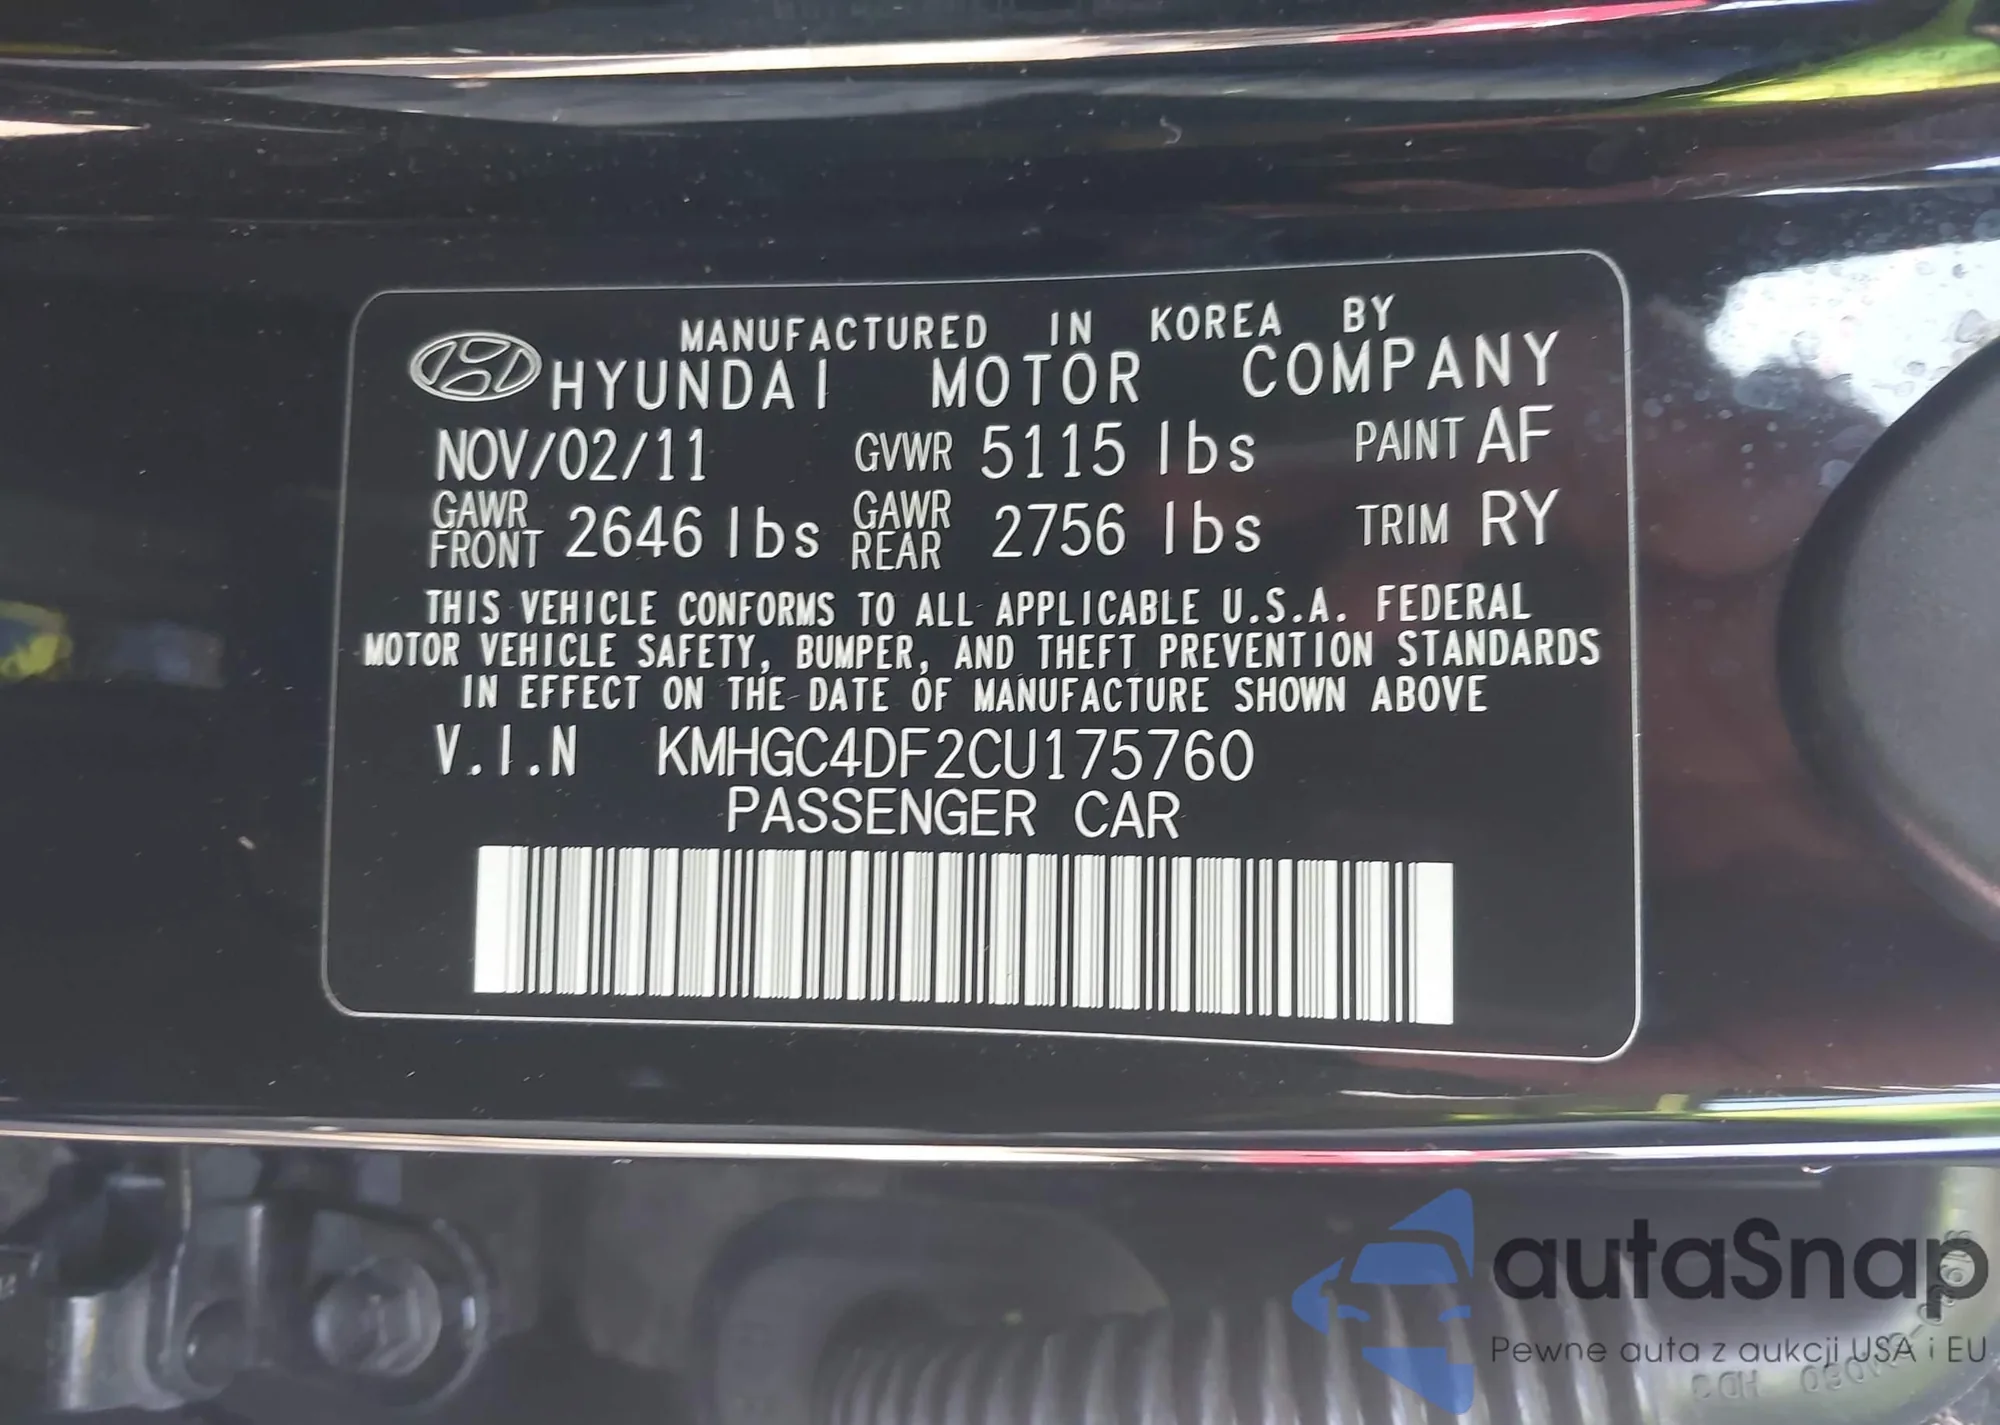 MANUFACTURED IN KOREA BY
HYUNDAI MOTOR COMPANY
NOV/02/11 GVWR 5115 lbs PAINT AF
GAWR FRONT 2646 lbs GAWR REAR 2756 lbs TRIM RY
THIS VEHICLE CONFORMS TO ALL APPLICABLE U.S.A. FEDERAL
MOTOR VEHICLE SAFETY, BUMPER, AND THEFT PREVENTION STANDARDS
IN EFFECT ON THE DATE OF MANUFACTURE SHOWN ABOVE
V.I.N KMHGC4DF2CU175760
PASSENGER CAR
autaSnap
Pewne auta z aukcji USA i EU